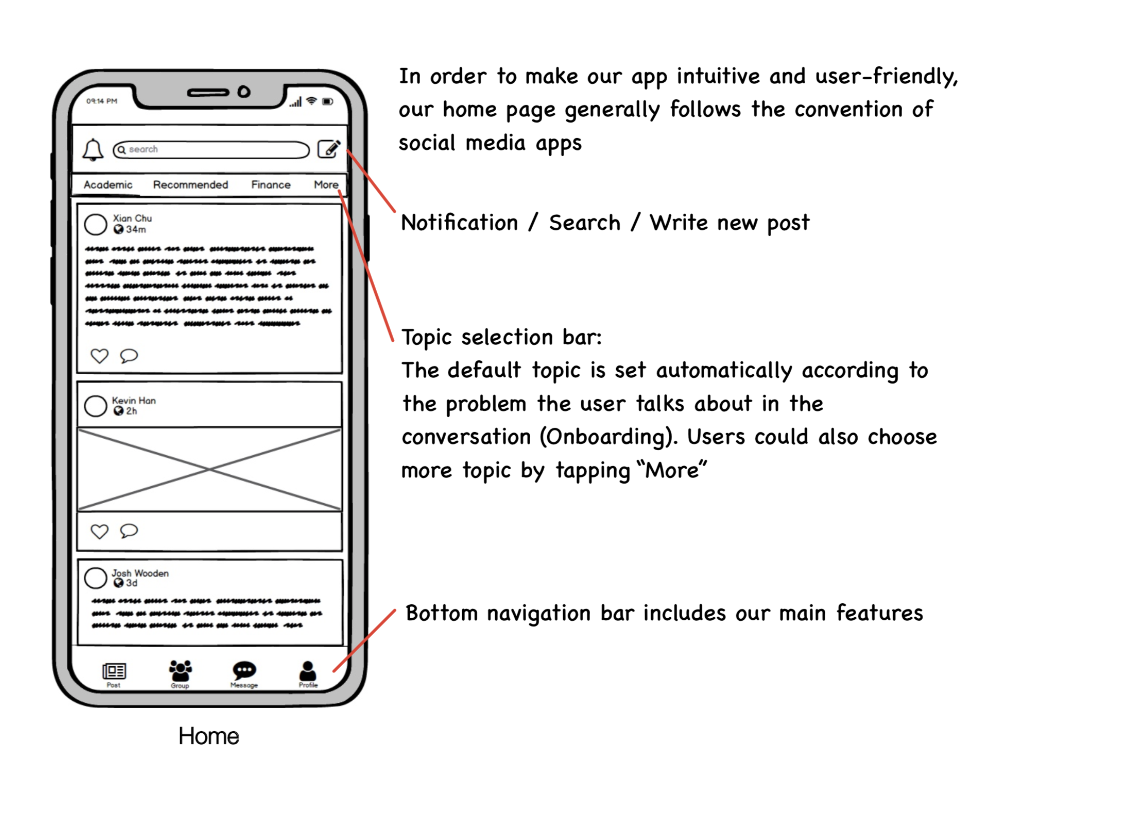 09:14 PM
search
Academic Recommended Finance More
Xian Chu
34m
Kevin Han
2h
Josh Wooden
3d
Post Group Message Profile
Home
In order to make our app intuitive and user-friendly,
our home page generally follows the convention of
social media apps
Notification / Search / Write new post
Topic selection bar:
The default topic is set automatically according to
the problem the user talks about in the
conversation (Onboarding). Users could also choose
more topic by tapping “More”
Bottom navigation bar includes our main features